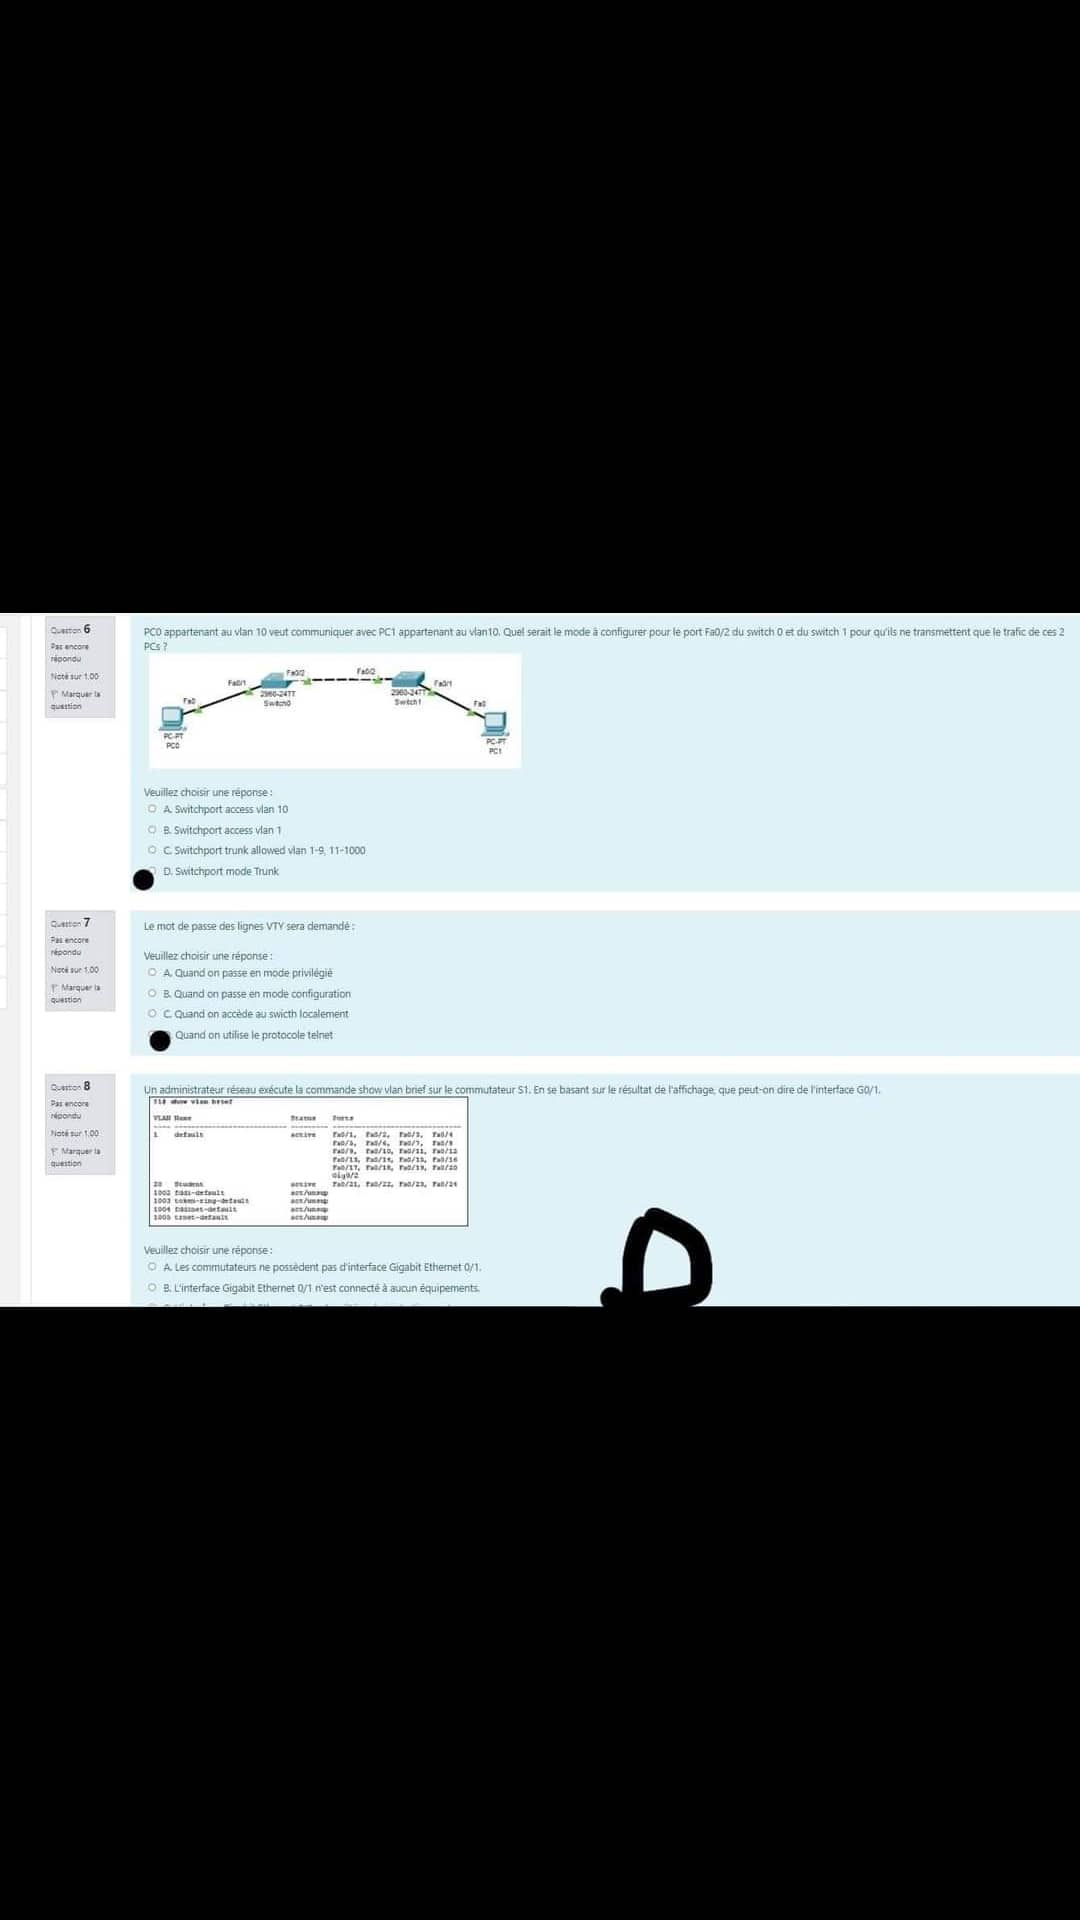 Question 6
Pas encore
répondu
Noté sur 1,00
Marquer la
question
PC0 appartenant au vlan 10 veut communiquer avec PC1 appartenant au vlan10. Quel serait le mode à configurer pour le port Fa0/2 du switch 0 et du switch 1 pour qu'ils ne transmettent que le trafic de ces 2
PCs ?
Fa0/2
Fa0/2
Fa0/1
Fa0/1
2960-24TT
Switch0
2960-24TT
Switch1
Fa0
Fa0
PC-PT
PC0
PC-PT
PC1
Veuillez choisir une réponse :
A. Switchport access vlan 10
B. Switchport access vlan 1
C. Switchport trunk allowed vlan 1-9, 11-1000
D. Switchport mode Trunk
Question 7
Pas encore
répondu
Noté sur 1,00
Marquer la
question
Le mot de passe des lignes VTY sera demandé :
Veuillez choisir une réponse :
A. Quand on passe en mode privilégié
B. Quand on passe en mode configuration
C. Quand on accède au swicth localement
Quand on utilise le protocole telnet
Question 8
Pas encore
répondu
Noté sur 1,00
Marquer la
question
Un administrateur réseau exécute la commande show vlan brief sur le commutateur S1. En se basant sur le résultat de l'affichage, que peut-on dire de l'interface G0/1.
S1# show vlan brief
VLAN Name Status Ports
1 default active Fa0/1, Fa0/2, Fa0/3, Fa0/4
Fa0/5, Fa0/6, Fa0/7, Fa0/8
Fa0/9, Fa0/10, Fa0/11, Fa0/12
Fa0/13, Fa0/14, Fa0/15, Fa0/16
Fa0/17, Fa0/18, Fa0/19, Fa0/20
Gig0/2
20 Student active Fa0/21, Fa0/22, Fa0/23, Fa0/24
1002 fddi-default act/unsup
1003 token-ring-default act/unsup
1004 fddinet-default act/unsup
1005 trnet-default act/unsup
Veuillez choisir une réponse :
A. Les commutateurs ne possèdent pas d'interface Gigabit Ethernet 0/1.
B. L'interface Gigabit Ethernet 0/1 n'est connecté à aucun équipements.
D